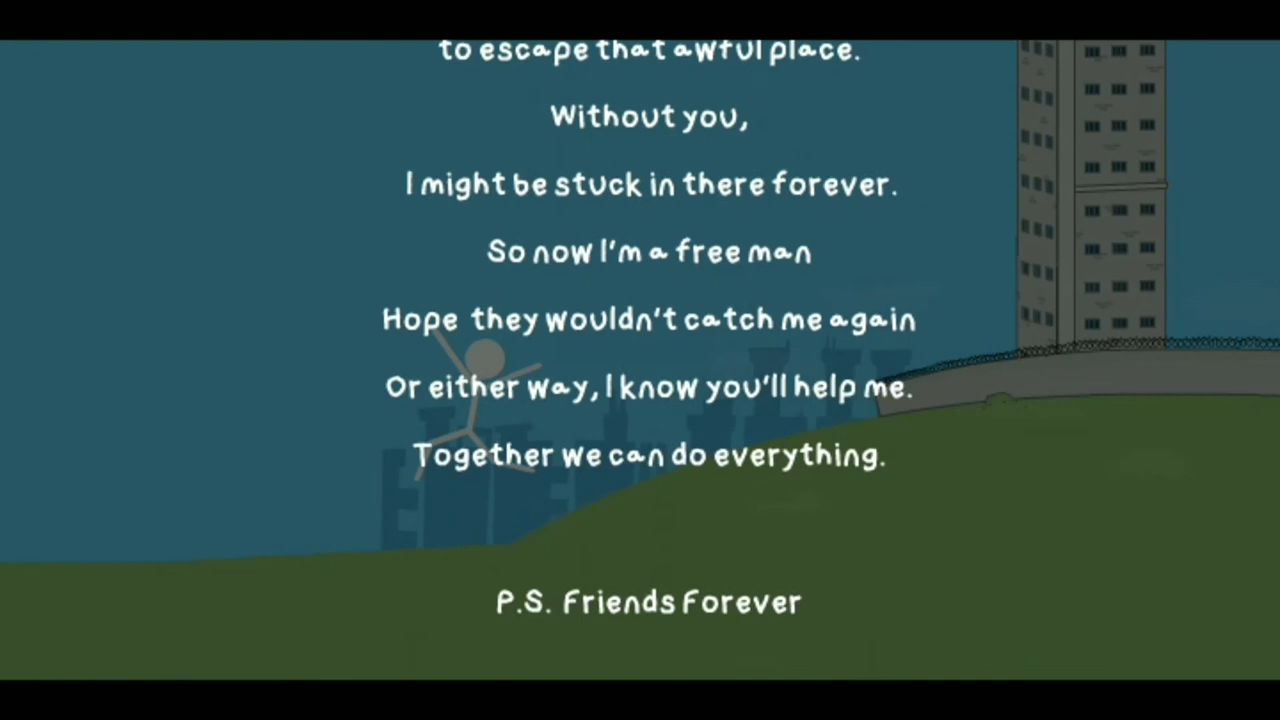 to escape that awful place.
Without you,
I might be stuck in there forever.
So now I'm a free man
Hope they wouldn't catch me again
Or either way, I know you'll help me.
Together we can do everything.
P.S. Friends Forever